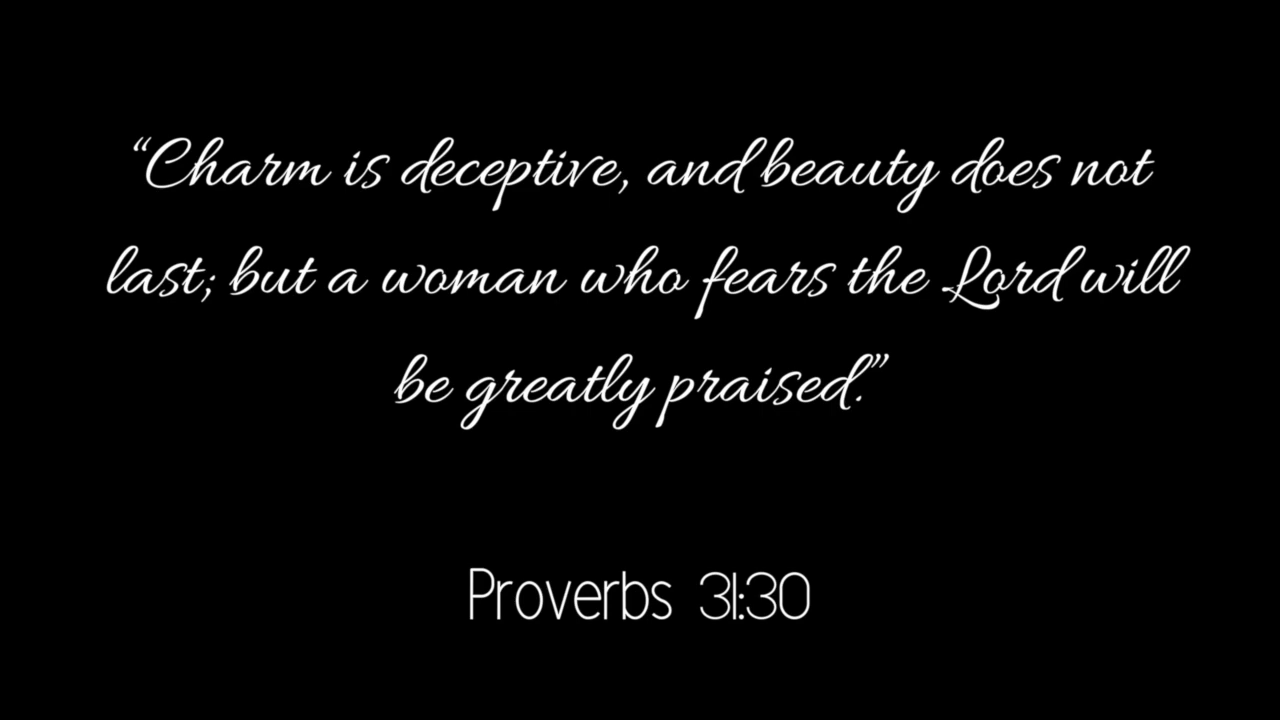 “Charm is deceptive, and beauty does not
last; but a woman who fears the Lord will
be greatly praised.”
Proverbs 31:30